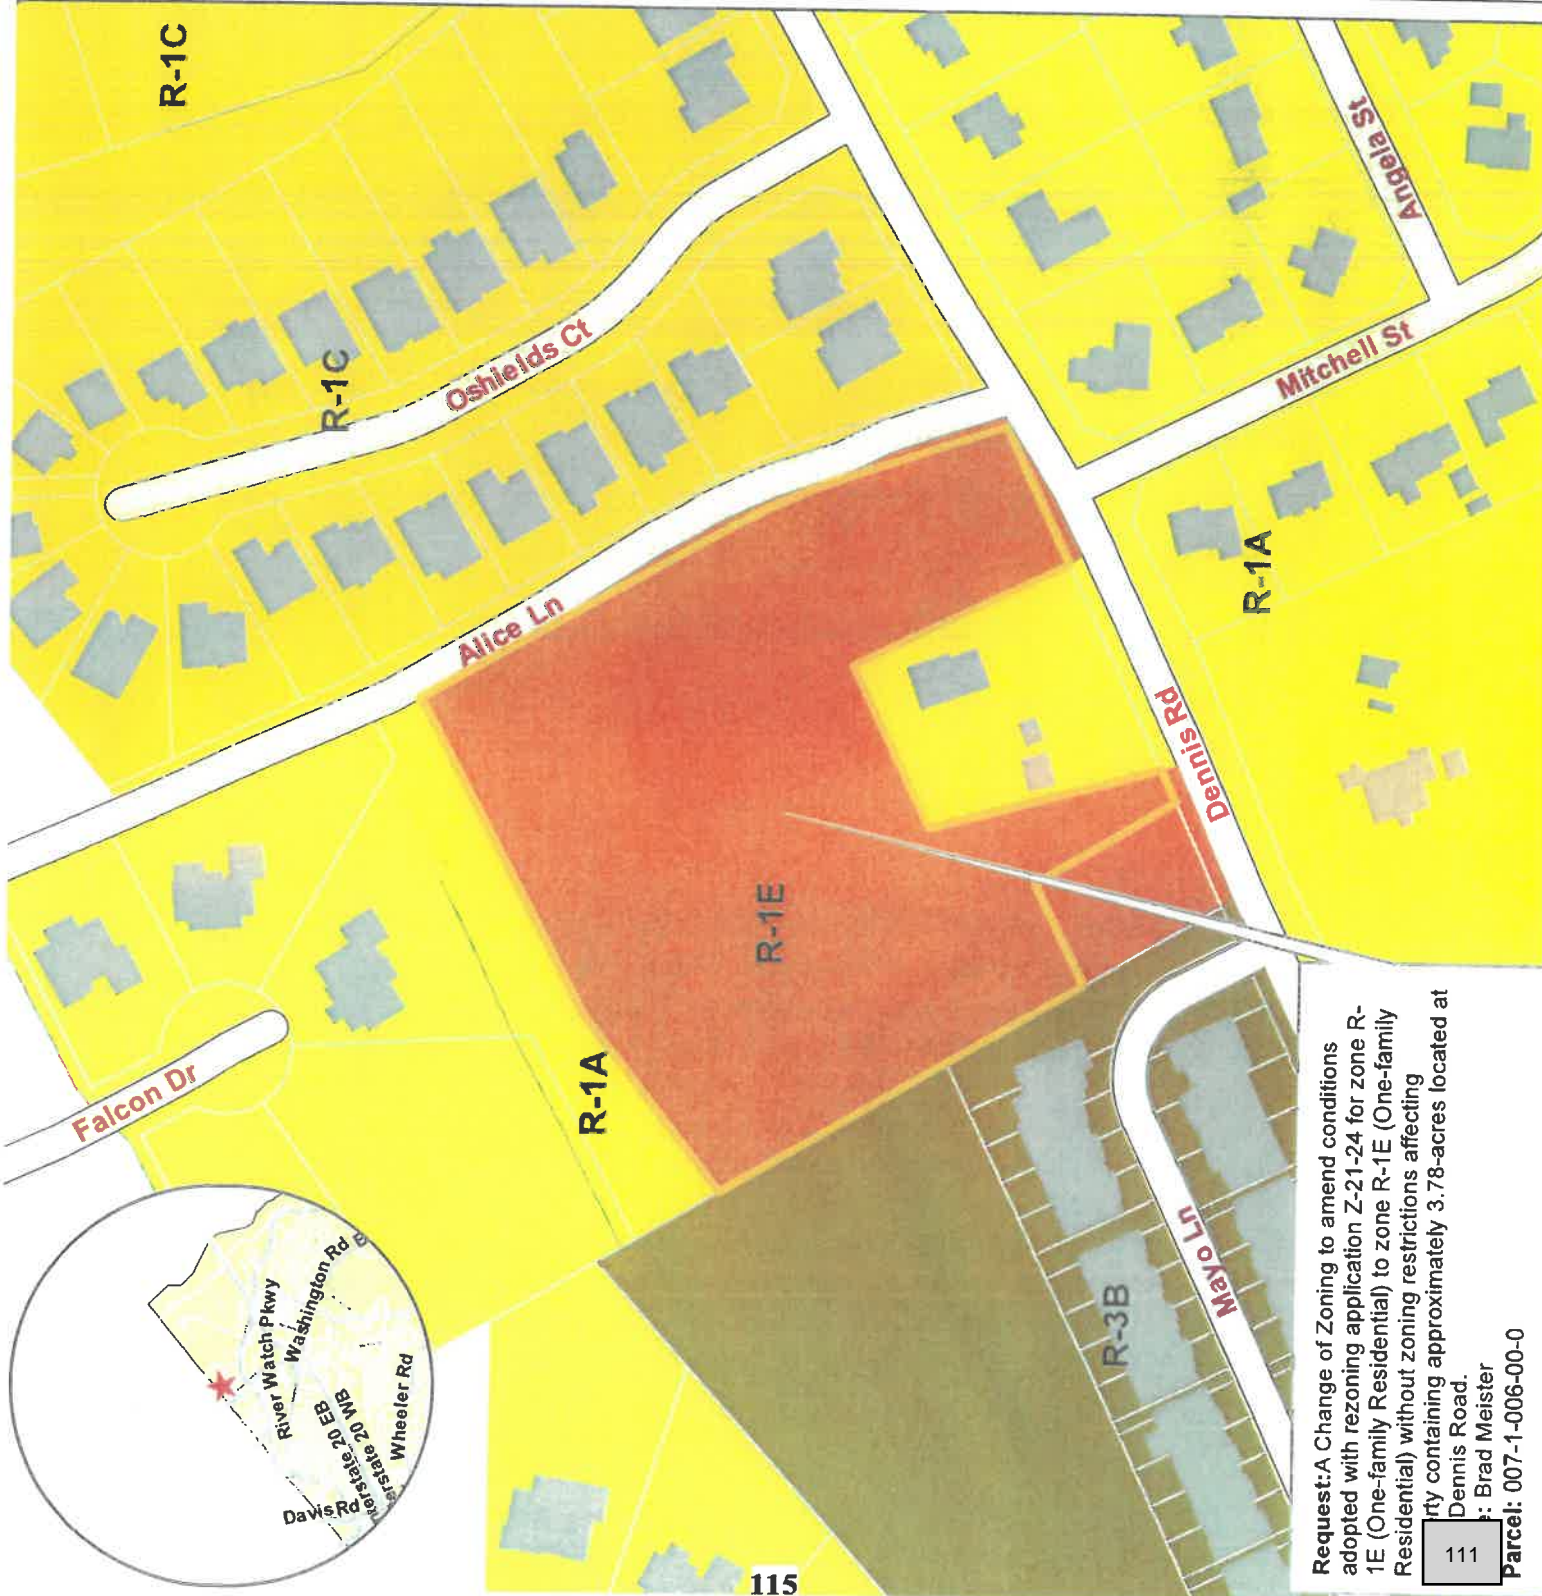 R-1C
R-1C
Oshields Ct
Angela St
Mitchell St
Alice Ln
R-1A
Dennis Rd
R-1E
Falcon Dr
R-1A
Mayo Ln
R-3B
River Watch Pkwy
Washington Rd
Interstate 20 EB
erstate 20 WB
Wheeler Rd
Davis Rd
Request: A Change of Zoning to amend conditions
adopted with rezoning application Z-21-24 for zone R-
1E (One-family Residential) to zone R-1E (One-family
Residential) without zoning restrictions affecting
rty containing approximately 3.78-acres located at
Dennis Road.
e: Brad Meister
Parcel: 007-1-006-00-0
111
115